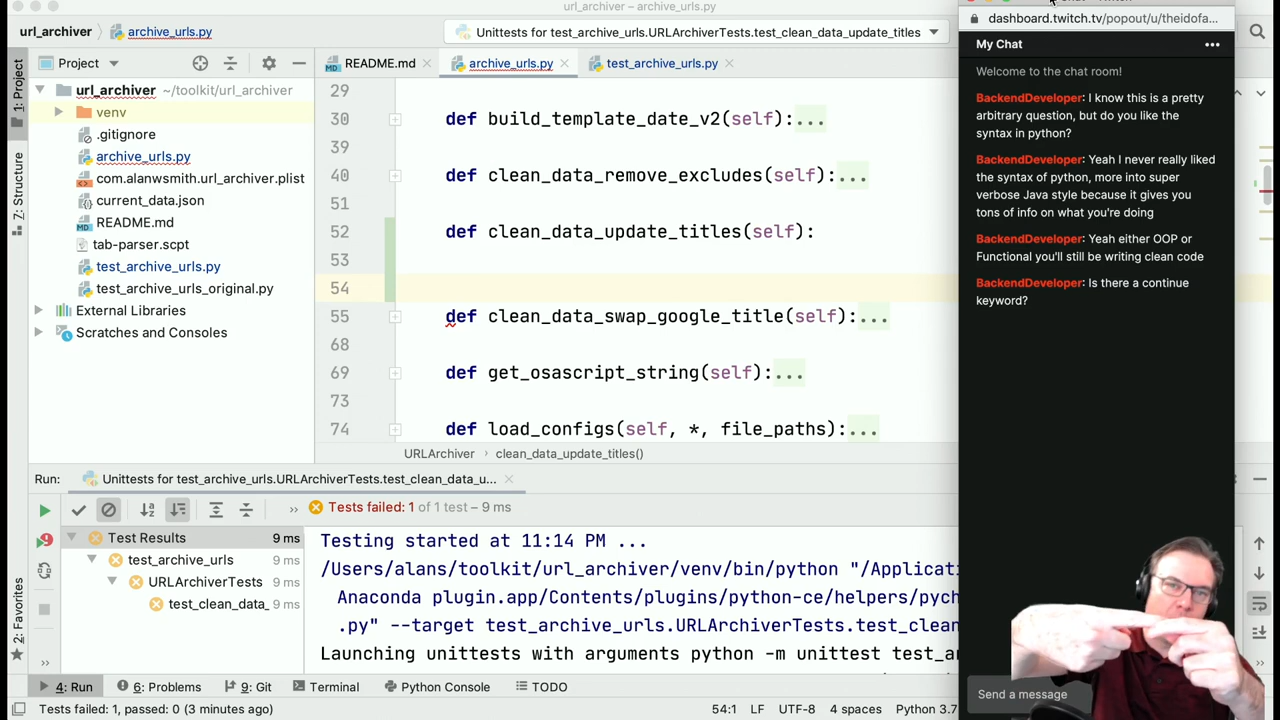 url_archiver – archive_urls.py
url_archiver
archive_urls.py
Unittests for test_archive_urls.URLArchiverTests.test_clean_data_update_titles
Project
README.md
archive_urls.py
test_archive_urls.py
1: Project
7: Structure
2: Favorites
url_archiver ~/toolkit/url_archiver
venv
.gitignore
archive_urls.py
com.alanwsmith.url_archiver.plist
current_data.json
README.md
tab-parser.scpt
test_archive_urls.py
test_archive_urls_original.py
External Libraries
Scratches and Consoles
29
30 def build_template_date_v2(self):...
39
40 def clean_data_remove_excludes(self):...
51
52 def clean_data_update_titles(self):
53
54
55 def clean_data_swap_google_title(self):...
68
69 def get_osascript_string(self):...
73
74 def load_configs(self, *, file_paths):...
URLArchiver › clean_data_update_titles()
Run: Unittests for test_archive_urls.URLArchiverTests.test_clean_data_u...
Tests failed: 1 of 1 test – 9 ms
Test Results 9 ms
test_archive_urls 9 ms
URLArchiverTests 9 ms
test_clean_data_ 9 ms
Testing started at 11:14 PM ...
/Users/alans/toolkit/url_archiver/venv/bin/python "/Applicati
Anaconda plugin.app/Contents/plugins/python-ce/helpers/pych
.py" --target test_archive_urls.URLArchiverTests.test_clean
Launching unittests with arguments python -m unittest test_a
4: Run
6: Problems
9: Git
Terminal
Python Console
TODO
Tests failed: 1, passed: 0 (3 minutes ago)
54:1 LF UTF-8 4 spaces Python 3.7
dashboard.twitch.tv/popout/u/theidofa...
My Chat
Welcome to the chat room!
BackendDeveloper: I know this is a pretty
arbitrary question, but do you like the
syntax in python?
BackendDeveloper: Yeah I never really liked
the syntax of python, more into super
verbose Java style because it gives you
tons of info on what you're doing
BackendDeveloper: Yeah either OOP or
Functional you'll still be writing clean code
BackendDeveloper: Is there a continue
keyword?
Send a message